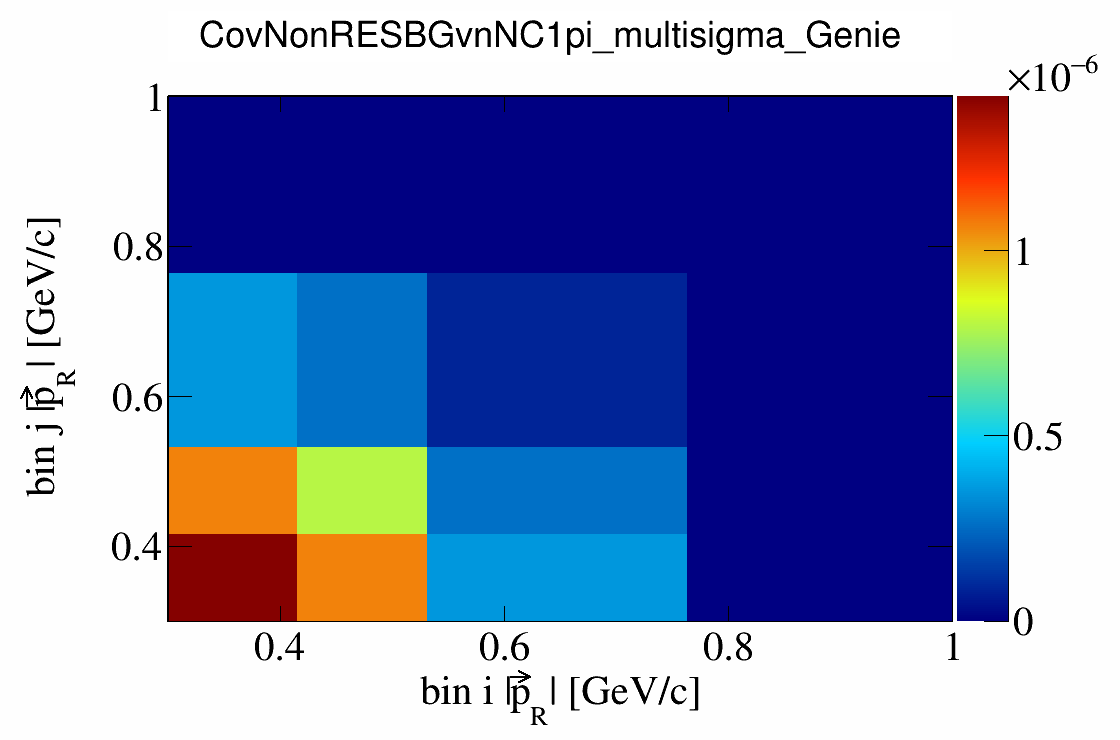 CovNonRESBGvnNC1pi_multisigma_Genie
×10⁻⁶
1
0.8
0.6
0.4
bin j |p⃗_R| [GeV/c]
1
0.5
0
0.4 0.6 0.8 1
bin i |p⃗_R| [GeV/c]